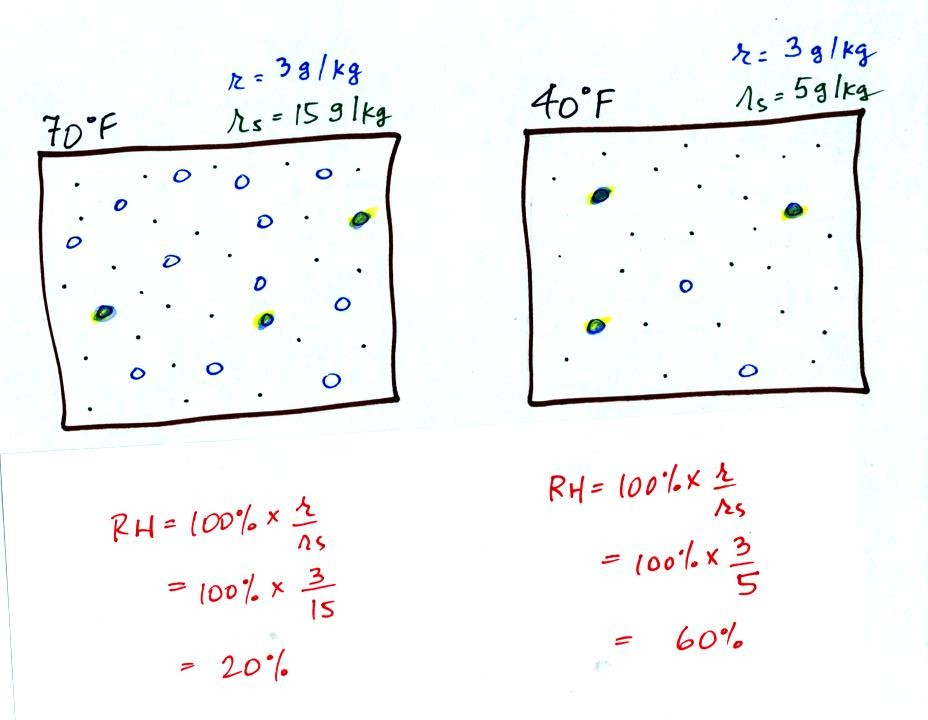 r = 3 g/kg
70°F
rs = 15 g/kg
RH = 100% × r/rs
= 100% × 3/15
= 20%
r = 3 g/kg
40°F
rs = 5 g/kg
RH = 100% × r/rs
= 100% × 3/5
= 60%